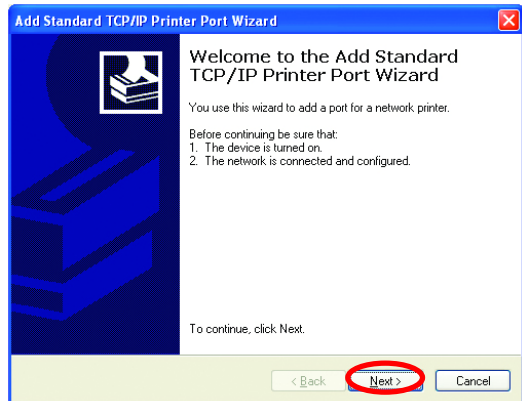 Add Standard TCP/IP Printer Port Wizard
Welcome to the Add Standard
TCP/IP Printer Port Wizard
You use this wizard to add a port for a network printer.
Before continuing be sure that:
1. The device is turned on.
2. The network is connected and configured.
To continue, click Next.
< Back
Next >
Cancel